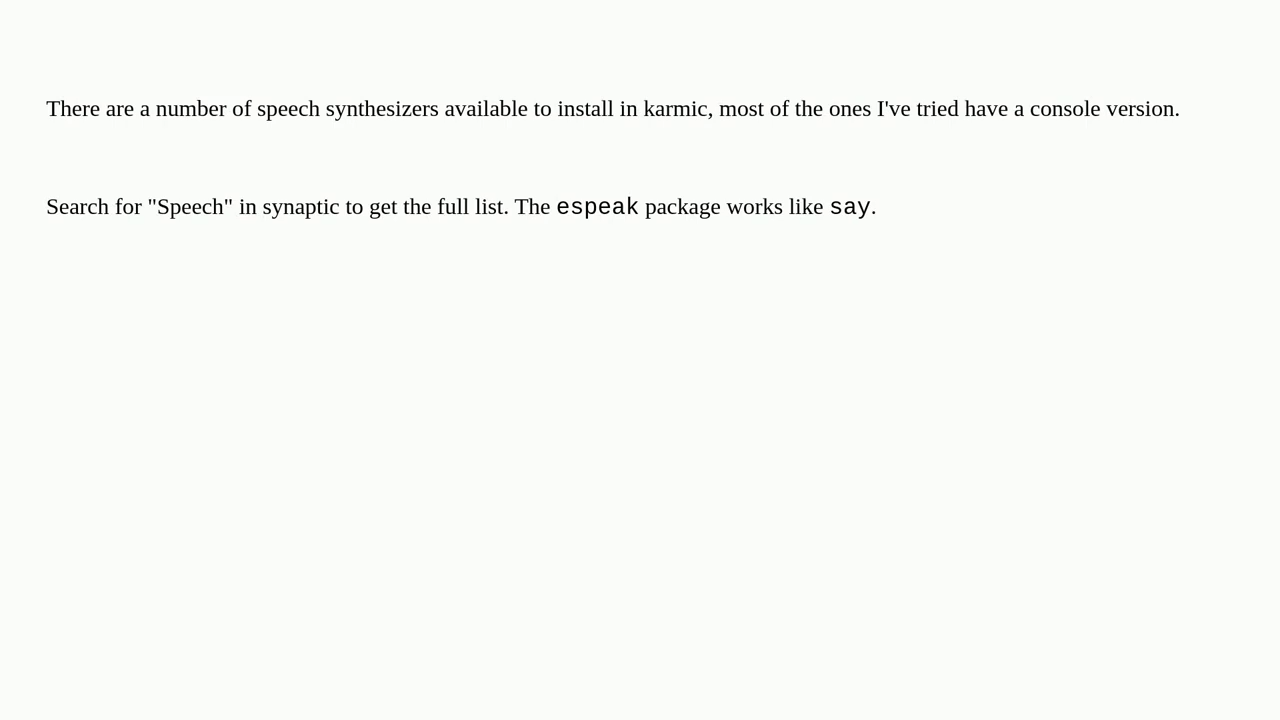 There are a number of speech synthesizers available to install in karmic, most of the ones I've tried have a console version.
Search for "Speech" in synaptic to get the full list. The espeak package works like say.